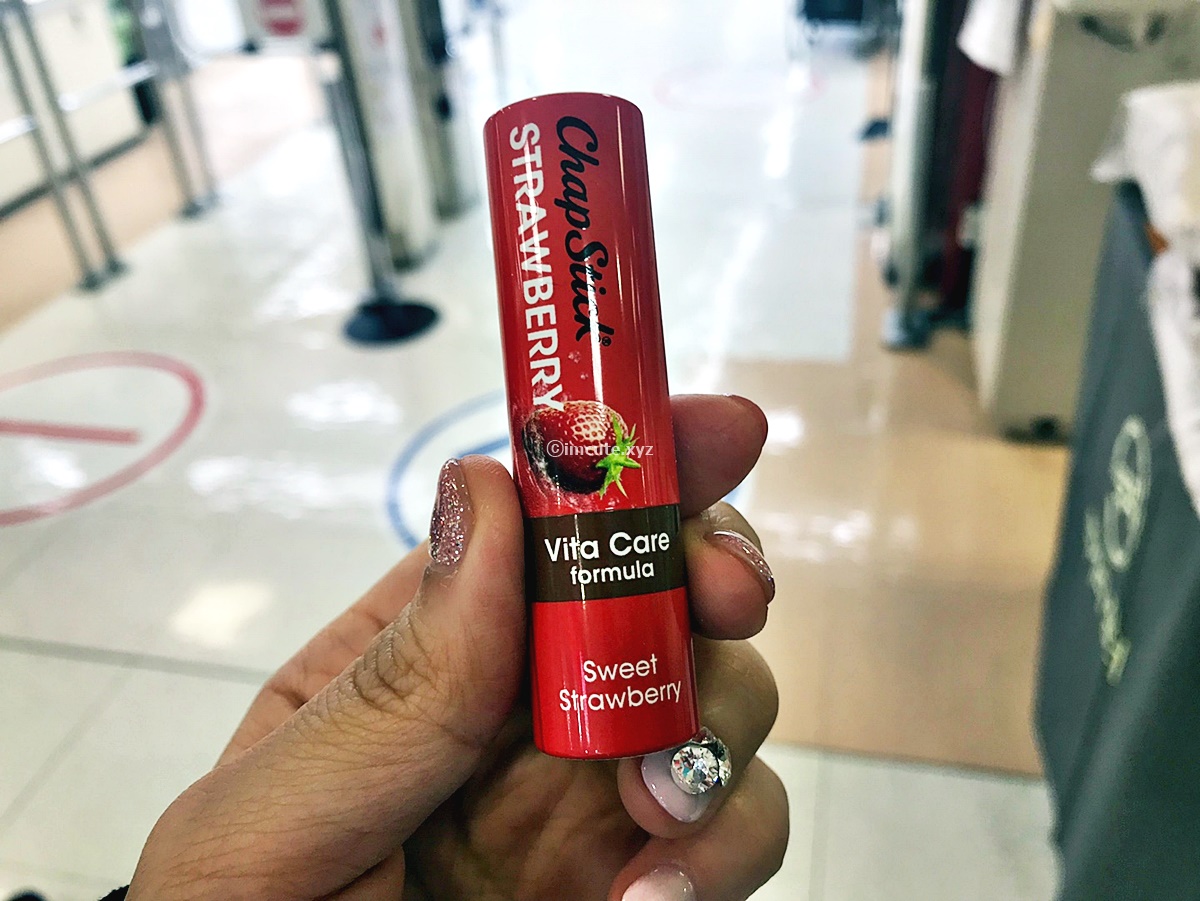 ChapStick®
STRAWBERRY
©imcute.xyz
Vita Care
formula
Sweet
Strawberry